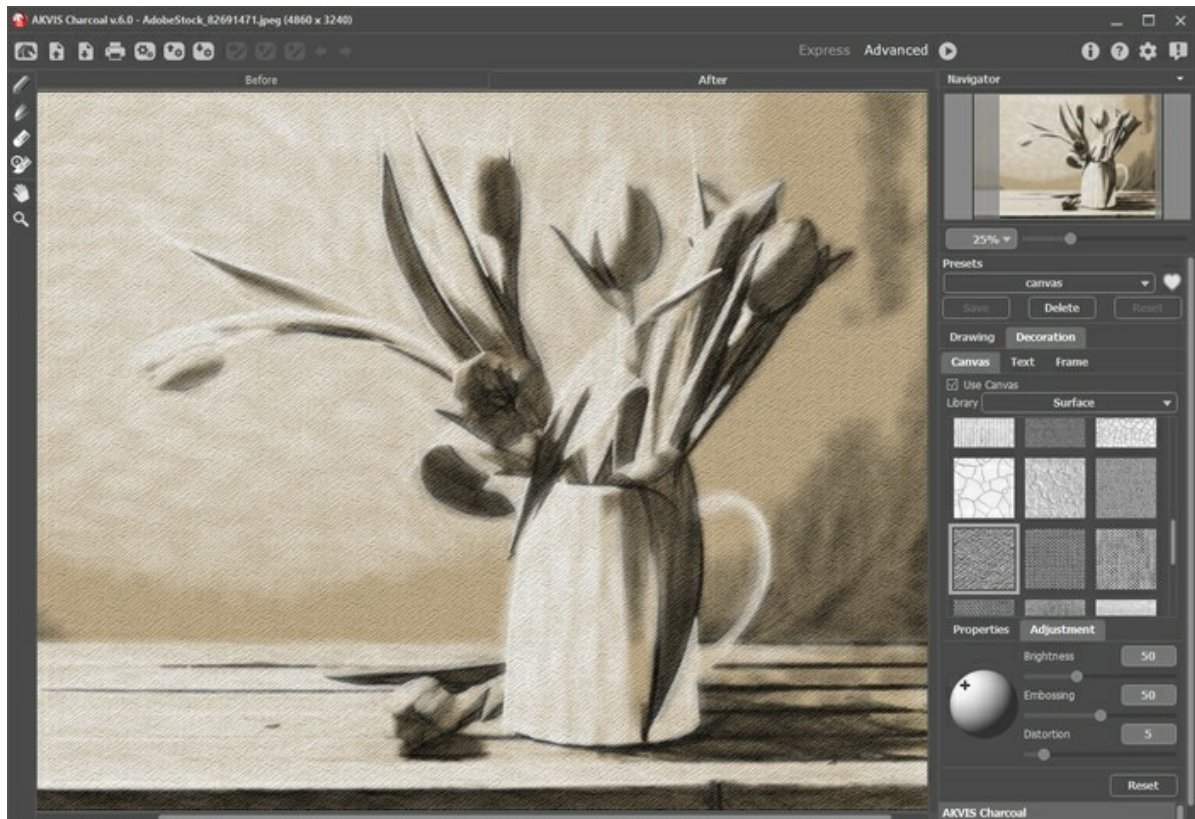 AKVIS Charcoal v.6.0 - AdobeStock_82691471.jpeg (4860 x 3240)
Express Advanced
Before After
Navigator
25%
Presets
canvas
Save Delete Reset
Drawing Decoration
Canvas Text Frame
Use Canvas
Library Surface
Properties Adjustment
Brightness 50
Embossing 50
Distortion 5
Reset
AKVIS Charcoal